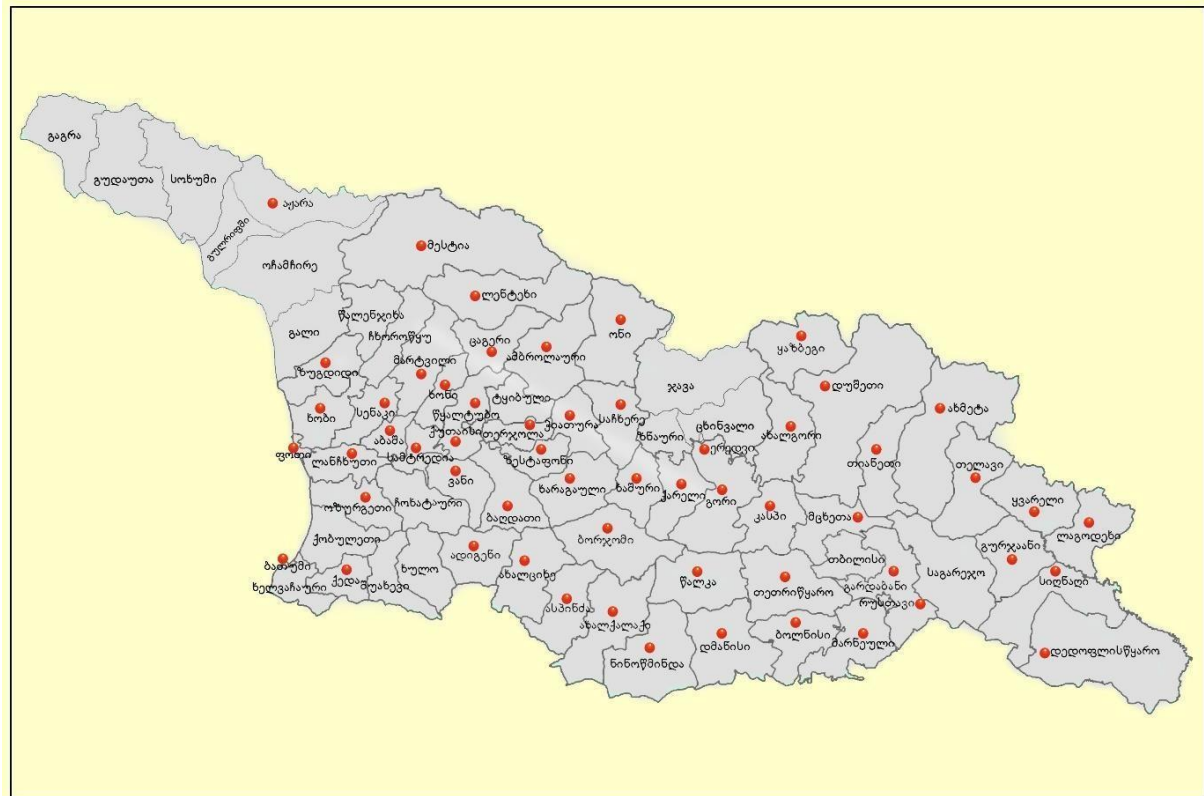 გაგრა
გუდაუთა
სოხუმი
გულრიფში
აჟარა
ოჩამჩირე
მესტია
ლენტეხი
გალი
წალენჯიხა
ჩხოროწყუ
მარტვილი
ცაგერი
ამბროლაური
ონი
ყაზბეგი
ჯავა
დუშეთი
ახმეტა
ზუგდიდი
ხობი
სენაკი
ხონი
წყალტუბო
ტყიბული
საჩხერე
ჭიათურა
ზნაური
ცხინვალი
ახალგორი
ერედვი
აბაშა
ქუთაისი
თერჯოლა
ფოთი
ლანჩხუთი
სამტრედია
ზესტაფონი
თიანეთი
თელავი
ვანი
ხარაგაული
ხაშური
ქარელი
გორი
ყვარელი
ოზურგეთი
ჩოხატაური
ბაღდათი
კასპი
მცხეთა
ლაგოდეხი
ქობულეთი
ბორჯომი
გურჯაანი
ბათუმი
ხულო
ადიგენი
ახალციხე
თბილისი
საგარეჯო
სიღნაღი
ხელვაჩაური
ქედა
შუახევი
წალკა
თეთრიწყარო
გარდაბანი
რუსთავი
ასპინძა
ახალქალაქი
ბოლნისი
მარნეული
ნინოწმინდა
დმანისი
დედოფლისწყარო